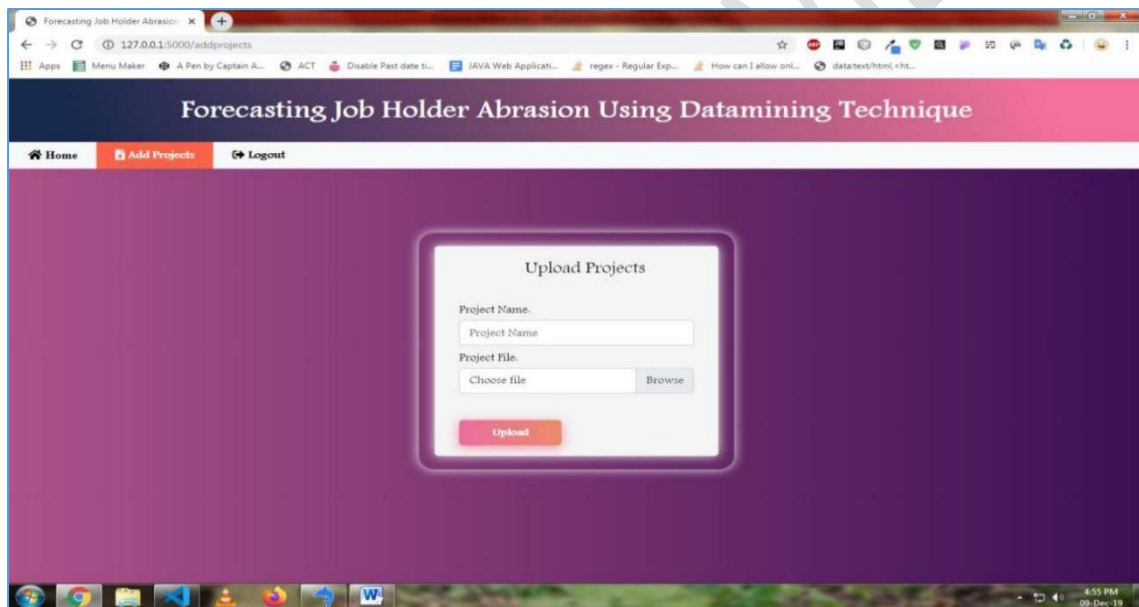 Forecasting Job Holder Abrasion
127.0.0.1:5000/addprojects
Apps Menu Maker A Pen by Captain A... ACT Disable Past date ti... JAVA Web Applicati... regex - Regular Exp... How can I allow onl... data:text/html,<ht...
Forecasting Job Holder Abrasion Using Datamining Technique
Home Add Projects Logout
Upload Projects
Project Name.
Project Name
Project File.
Choose file Browse
Upload
4:55 PM
09-Dec-19